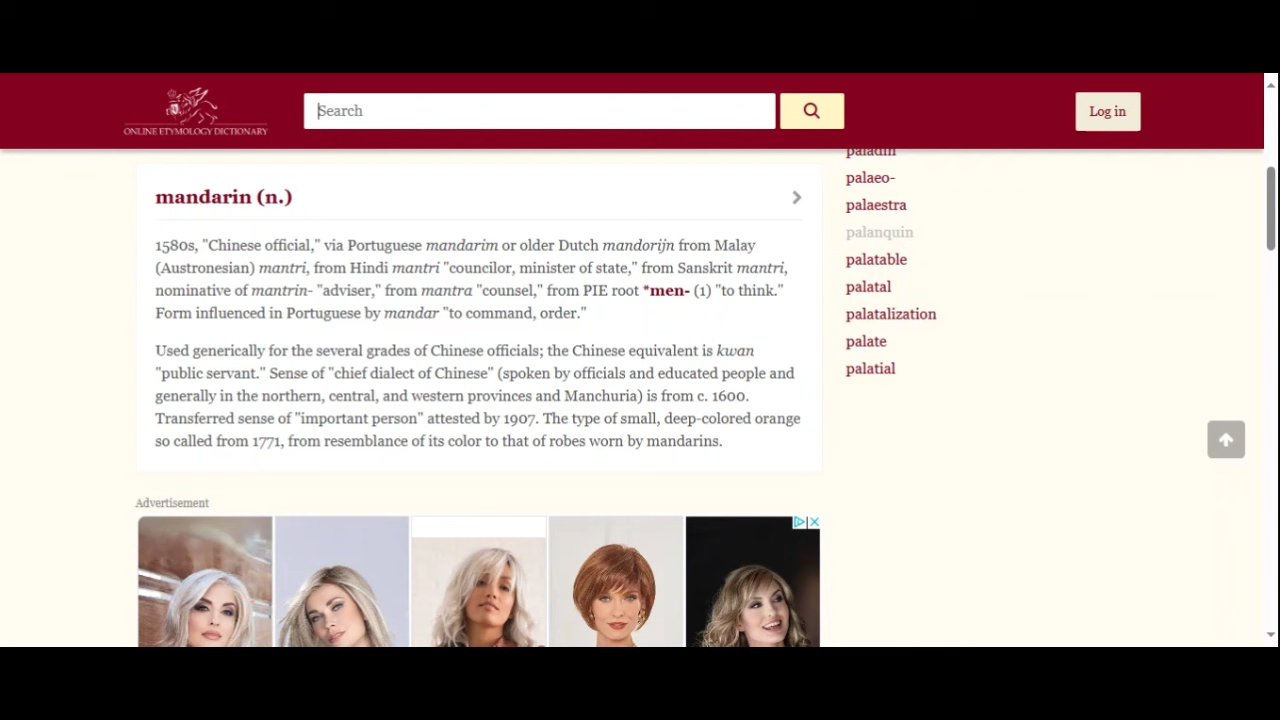 ONLINE ETYMOLOGY DICTIONARY
Search
Log in
mandarin (n.)
1580s, "Chinese official," via Portuguese mandarim or older Dutch mandorijn from Malay
(Austronesian) mantri, from Hindi mantri "councilor, minister of state," from Sanskrit mantri,
nominative of mantrin- "adviser," from mantra "counsel," from PIE root *men- (1) "to think."
Form influenced in Portuguese by mandar "to command, order."
Used generically for the several grades of Chinese officials; the Chinese equivalent is kwan
"public servant." Sense of "chief dialect of Chinese" (spoken by officials and educated people and
generally in the northern, central, and western provinces and Manchuria) is from c. 1600.
Transferred sense of "important person" attested by 1907. The type of small, deep-colored orange
so called from 1771, from resemblance of its color to that of robes worn by mandarins.
Advertisement
paladin
palaeo-
palaestra
palanquin
palatable
palatal
palatalization
palate
palatial